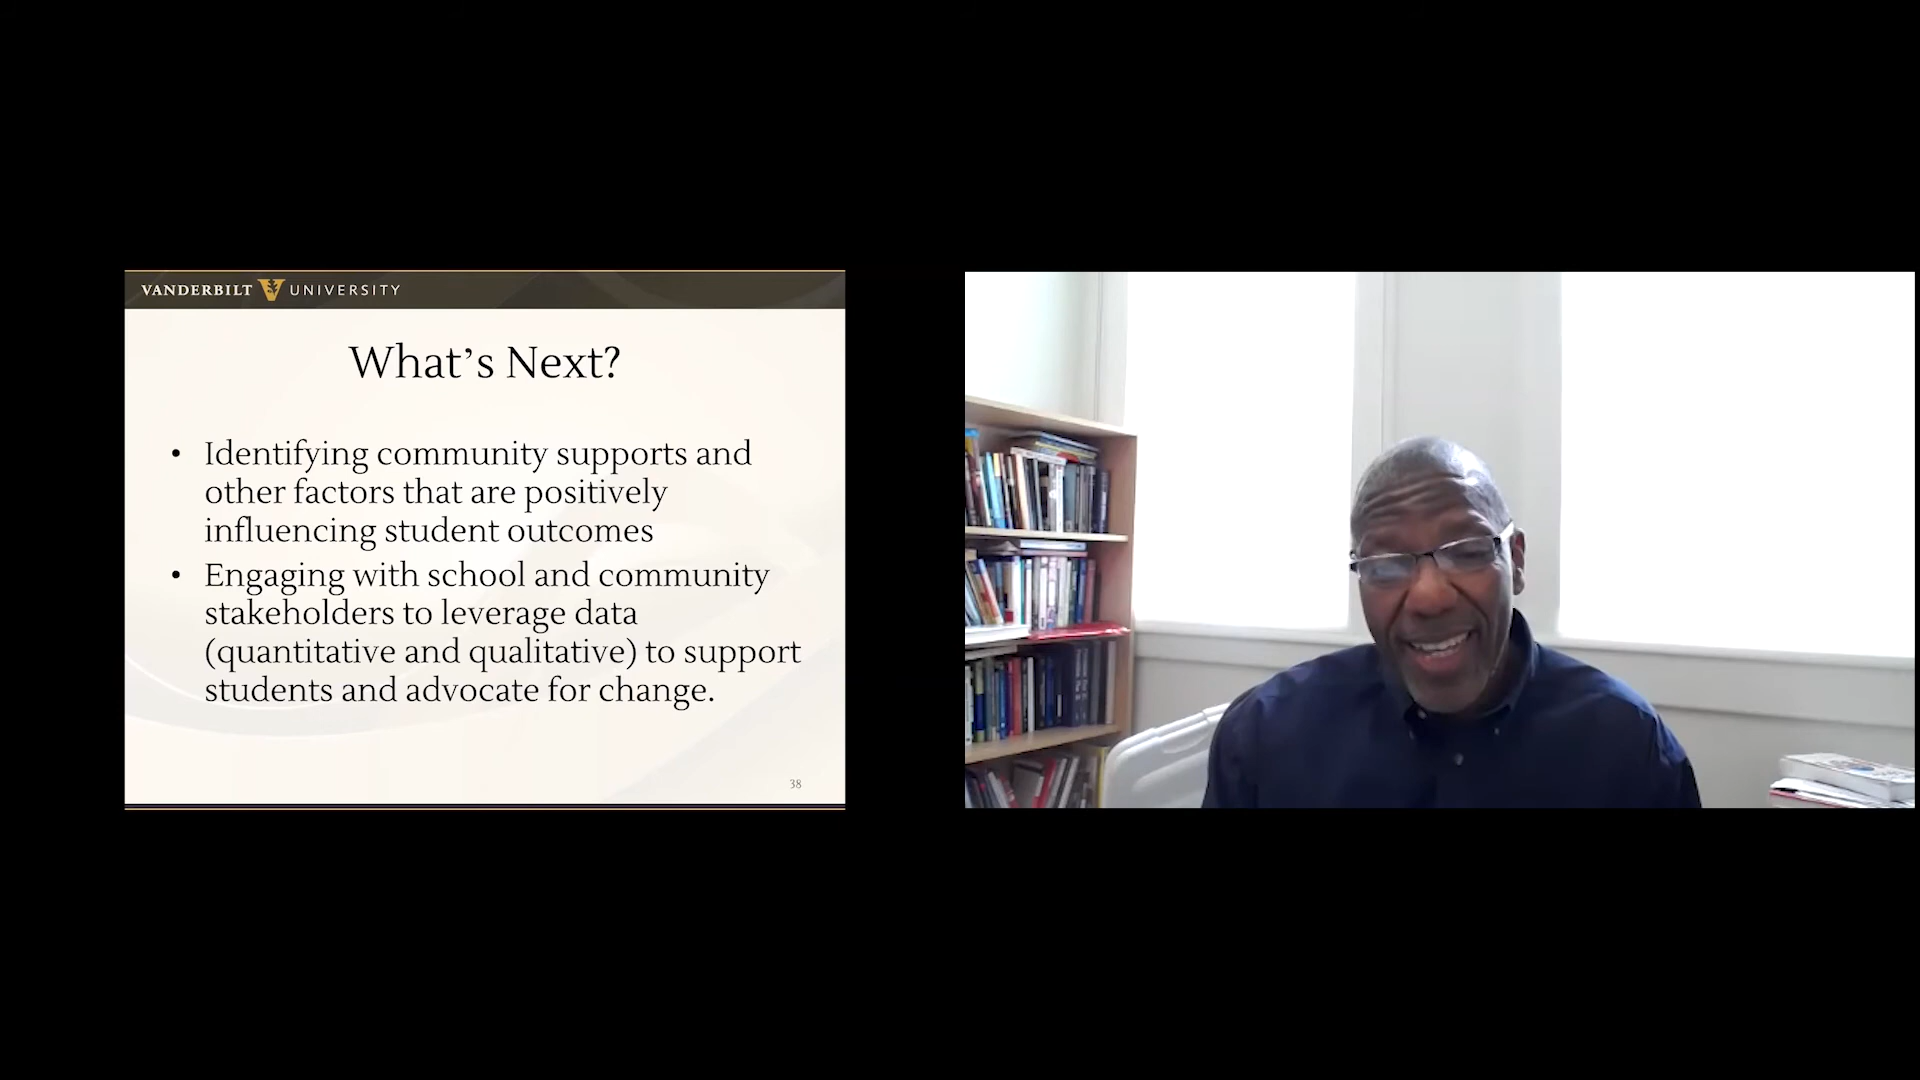 VANDERBILT UNIVERSITY
What's Next?
• Identifying community supports and
other factors that are positively
influencing student outcomes
• Engaging with school and community
stakeholders to leverage data
(quantitative and qualitative) to support
students and advocate for change.
38